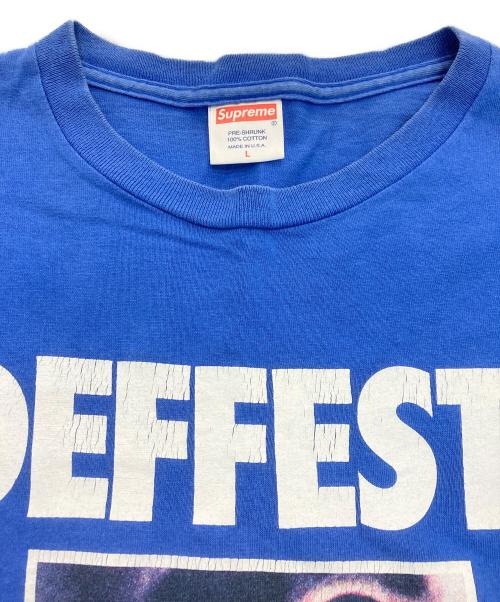 Supreme
®
PRE-SHRUNK
100% COTTON
MADE IN U.S.A.
L
DEFFEST